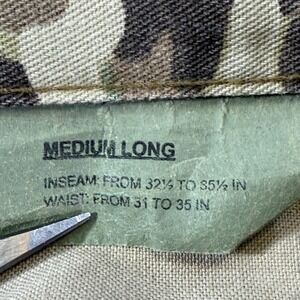 MEDIUM LONG
INSEAM: FROM 32½ TO 35½ IN
WAIST: FROM 31 TO 35 IN